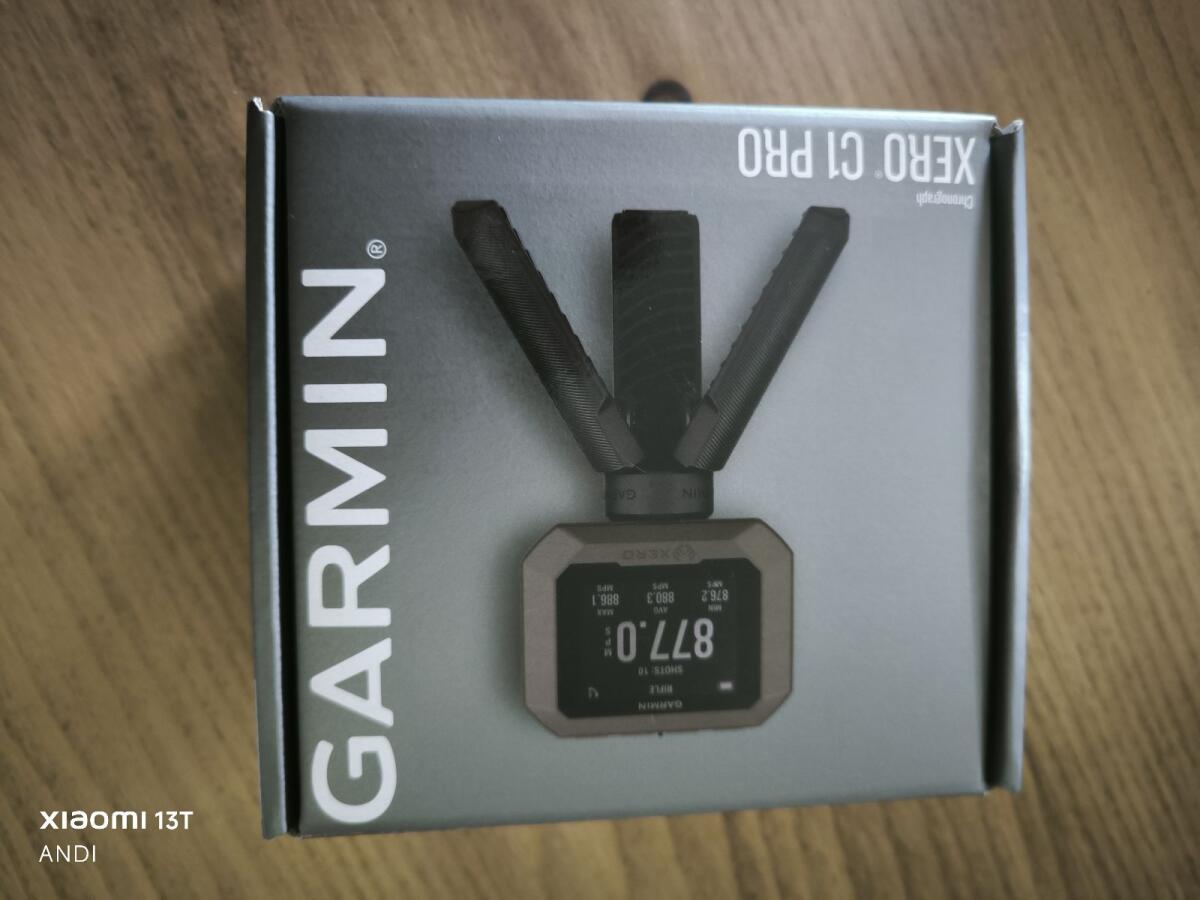 XERO® C1 PRO
Chronograph
GARMIN®
GARMIN
XERO
GARMIN
RIFLE
SHOTS: 10
877.0 MPS
MIN AVG MAX
876.2 880.3 886.1
MPS MPS MPS
XIAOMI 13T
ANDI